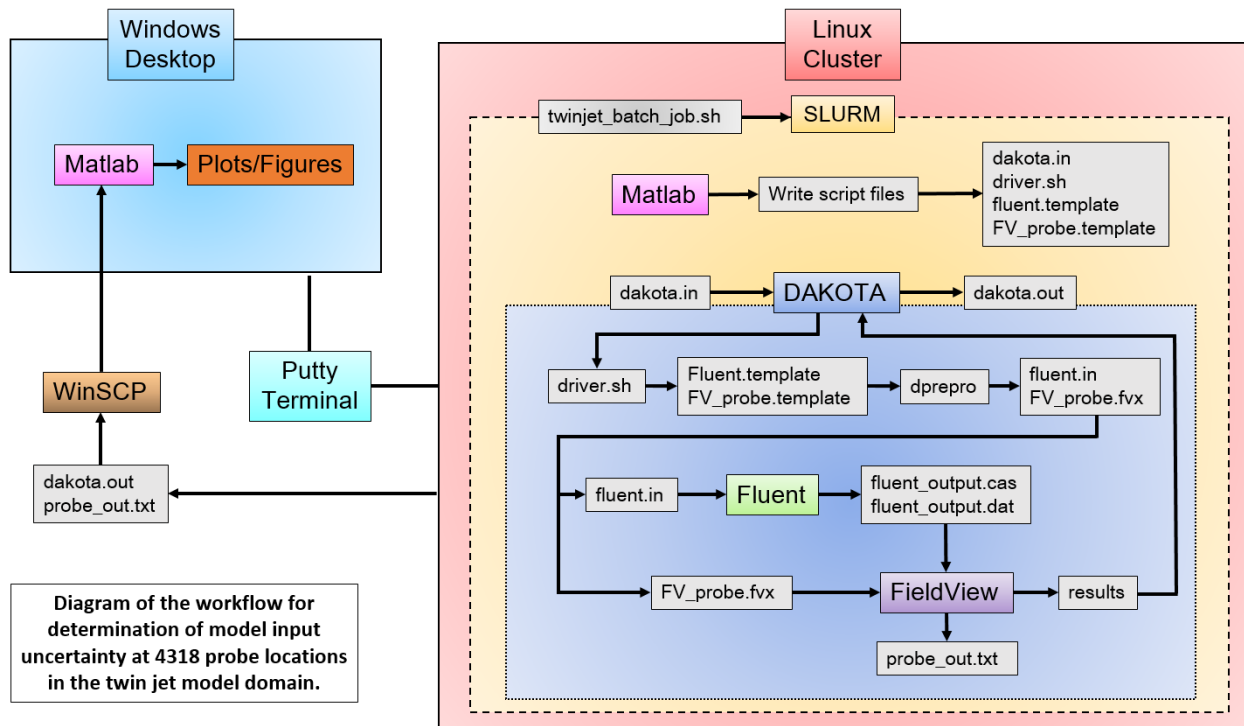 Windows
Desktop
Matlab
Plots/Figures
WinSCP
Putty
Terminal
dakota.out
probe_out.txt
Diagram of the workflow for
determination of model input
uncertainty at 4318 probe locations
in the twin jet model domain.
Linux
Cluster
twinjet_batch_job.sh
SLURM
Matlab
Write script files
dakota.in
driver.sh
fluent.template
FV_probe.template
dakota.in
DAKOTA
dakota.out
driver.sh
Fluent.template
FV_probe.template
dprepro
fluent.in
FV_probe.fvx
fluent.in
Fluent
fluent_output.cas
fluent_output.dat
FV_probe.fvx
FieldView
results
probe_out.txt